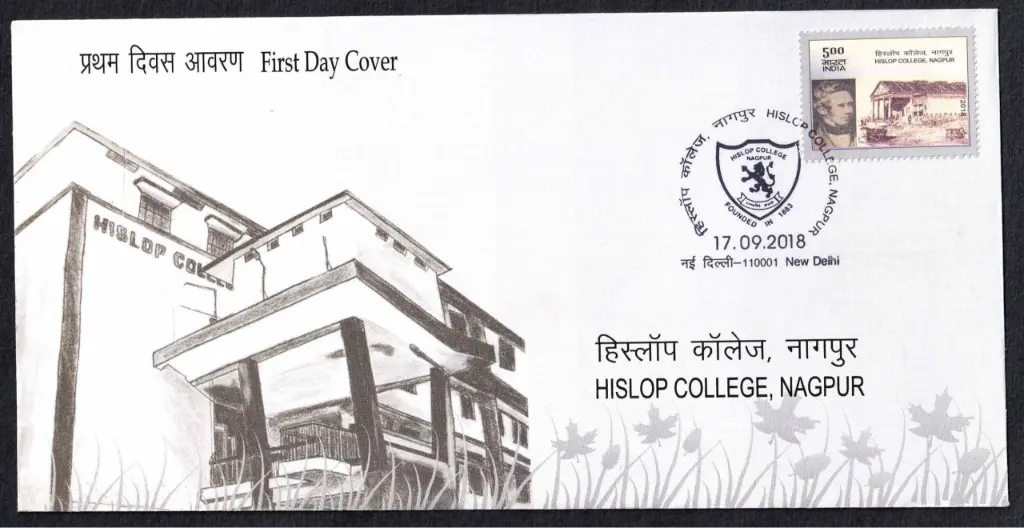 प्रथम दिवस आवरण First Day Cover
5.00
भारत
INDIA
हिस्लॉप कॉलेज, नागपुर
HISLOP COLLEGE, NAGPUR
2018
हिस्लॉप कॉलेज, नागपुर HISLOP COLLEGE, NAGPUR
HISLOP COLLEGE
NAGPUR
FOUNDED IN 1883
17.09.2018
नई दिल्ली-110001 New Delhi
HISLOP COLLE
हिस्लॉप कॉलेज, नागपुर
HISLOP COLLEGE, NAGPUR